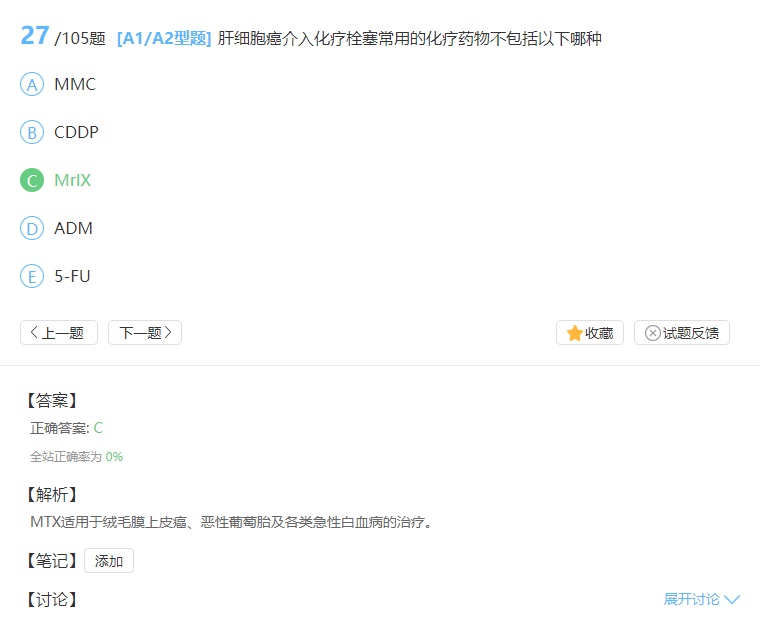 27 /105题 [A1/A2型题] 肝细胞癌介入化疗栓塞常用的化疗药物不包括以下哪种
A MMC
B CDDP
C MrIX
D ADM
E 5-FU
上一题 下一题 收藏 试题反馈
【答案】
正确答案: C
全站正确率为 0%
【解析】
MTX适用于绒毛膜上皮癌、恶性葡萄胎及各类急性白血病的治疗。
【笔记】 添加
【讨论】 展开讨论